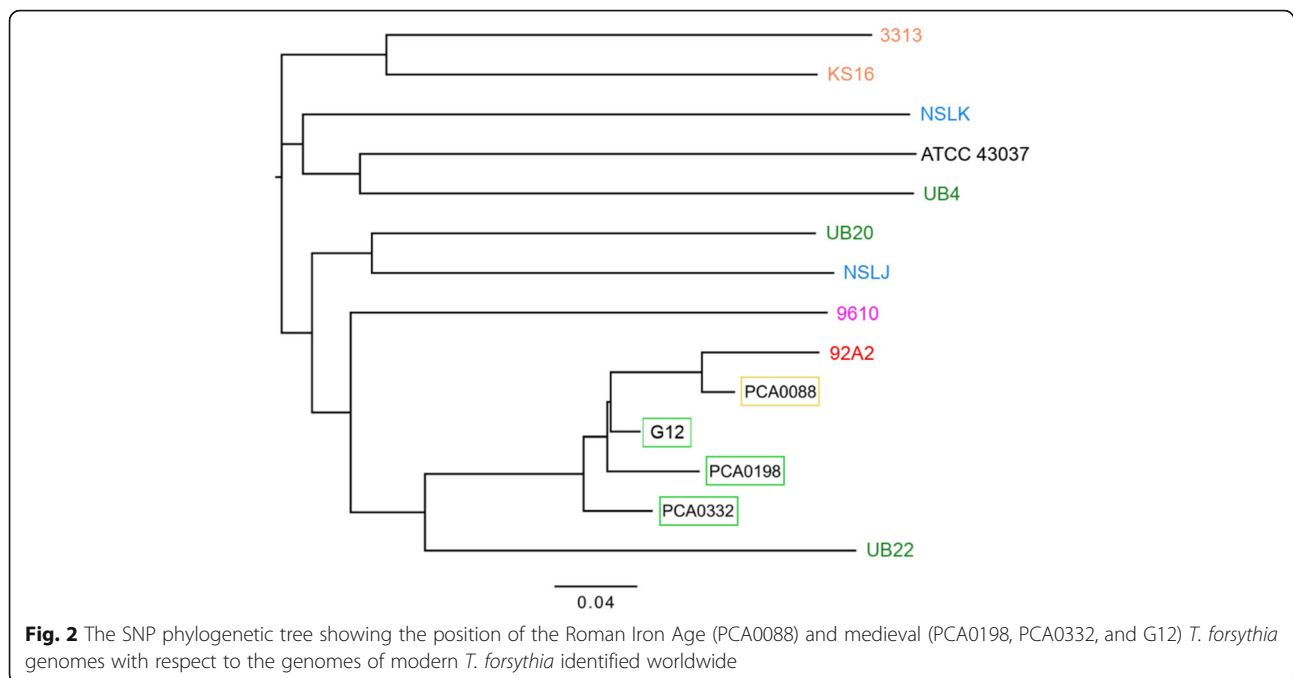 3313
KS16
NSLK
ATCC 43037
UB4
UB20
NSLJ
9610
92A2
PCA0088
G12
PCA0198
PCA0332
UB22
0.04
Fig. 2 The SNP phylogenetic tree showing the position of the Roman Iron Age (PCA0088) and medieval (PCA0198, PCA0332, and G12) T. forsythia
genomes with respect to the genomes of modern T. forsythia identified worldwide